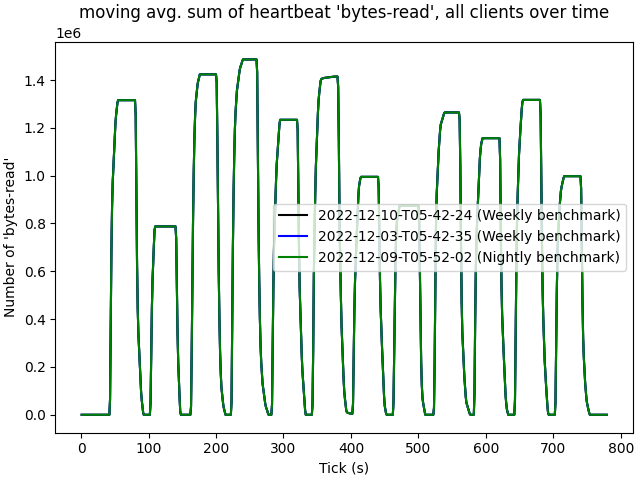 moving avg. sum of heartbeat 'bytes-read', all clients over time
1e6
1.4
1.2
1.0
0.8
0.6
0.4
0.2
0.0
Number of 'bytes-read'
2022-12-10-T05-42-24 (Weekly benchmark)
2022-12-03-T05-42-35 (Weekly benchmark)
2022-12-09-T05-52-02 (Nightly benchmark)
0 100 200 300 400 500 600 700 800
Tick (s)